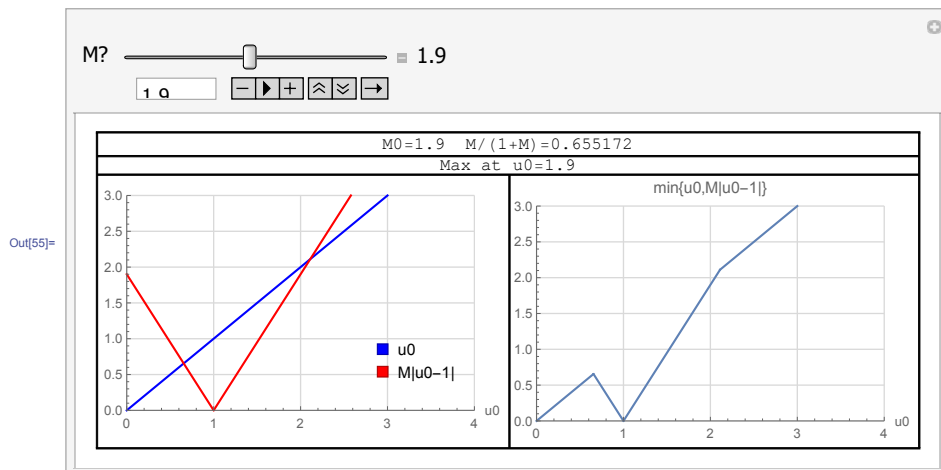 M? 1.9
1.9
M0=1.9 M/(1+M)=0.655172
Max at u0=1.9
Out[55]=
3.0
2.5
2.0
1.5
1.0
0.5
0.0
0 1 2 3 4
u0
u0
M|u0-1|
min{u0,M|u0-1|}
3.0
2.5
2.0
1.5
1.0
0.5
0.0
0 1 2 3 4
u0